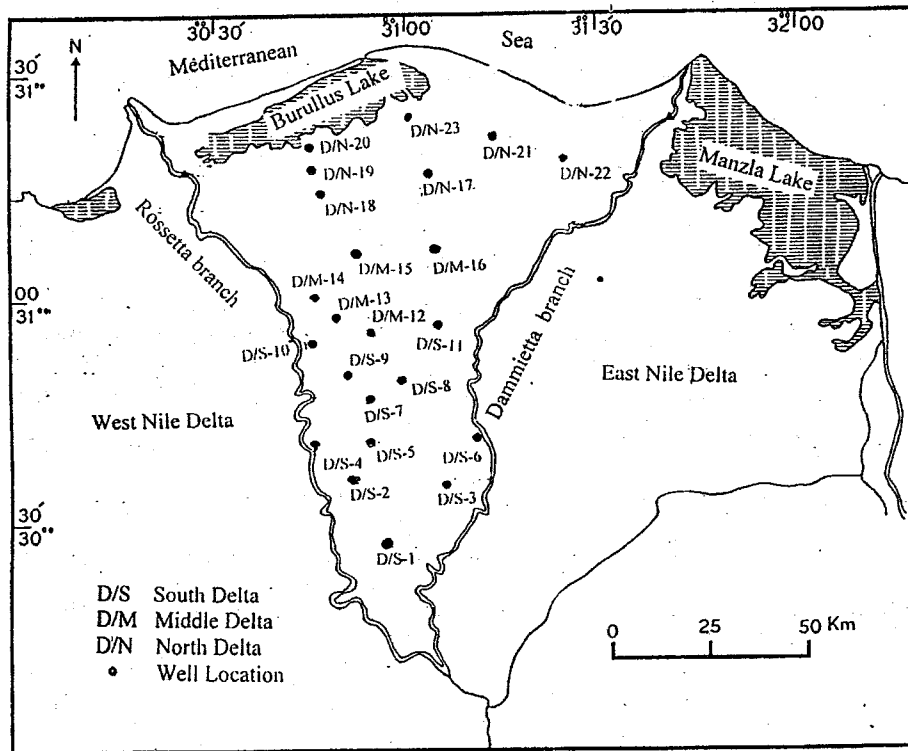 30° 30´
31° 00
31° 30´
32° 00
N
30´
31°
Méditerranean
Sea
Burullus Lake
D/N-23
D/N-20
D/N-21
D/N-19
D/N-17
D/N-22
D/N-18
Manzla Lake
Rossetta branch
D/M-15
D/M-16
D/M-14
00
31°
D/M-13
D/M-12
D/S-10
D/S-11
D/S-9
D/S-8
Dammietta branch
East Nile Delta
D/S-7
West Nile Delta
D/S-4
D/S-5
D/S-6
D/S-2
D/S-3
30´
30°
D/S-1
D/S South Delta
D/M Middle Delta
D/N North Delta
Well Location
0 25 50 Km